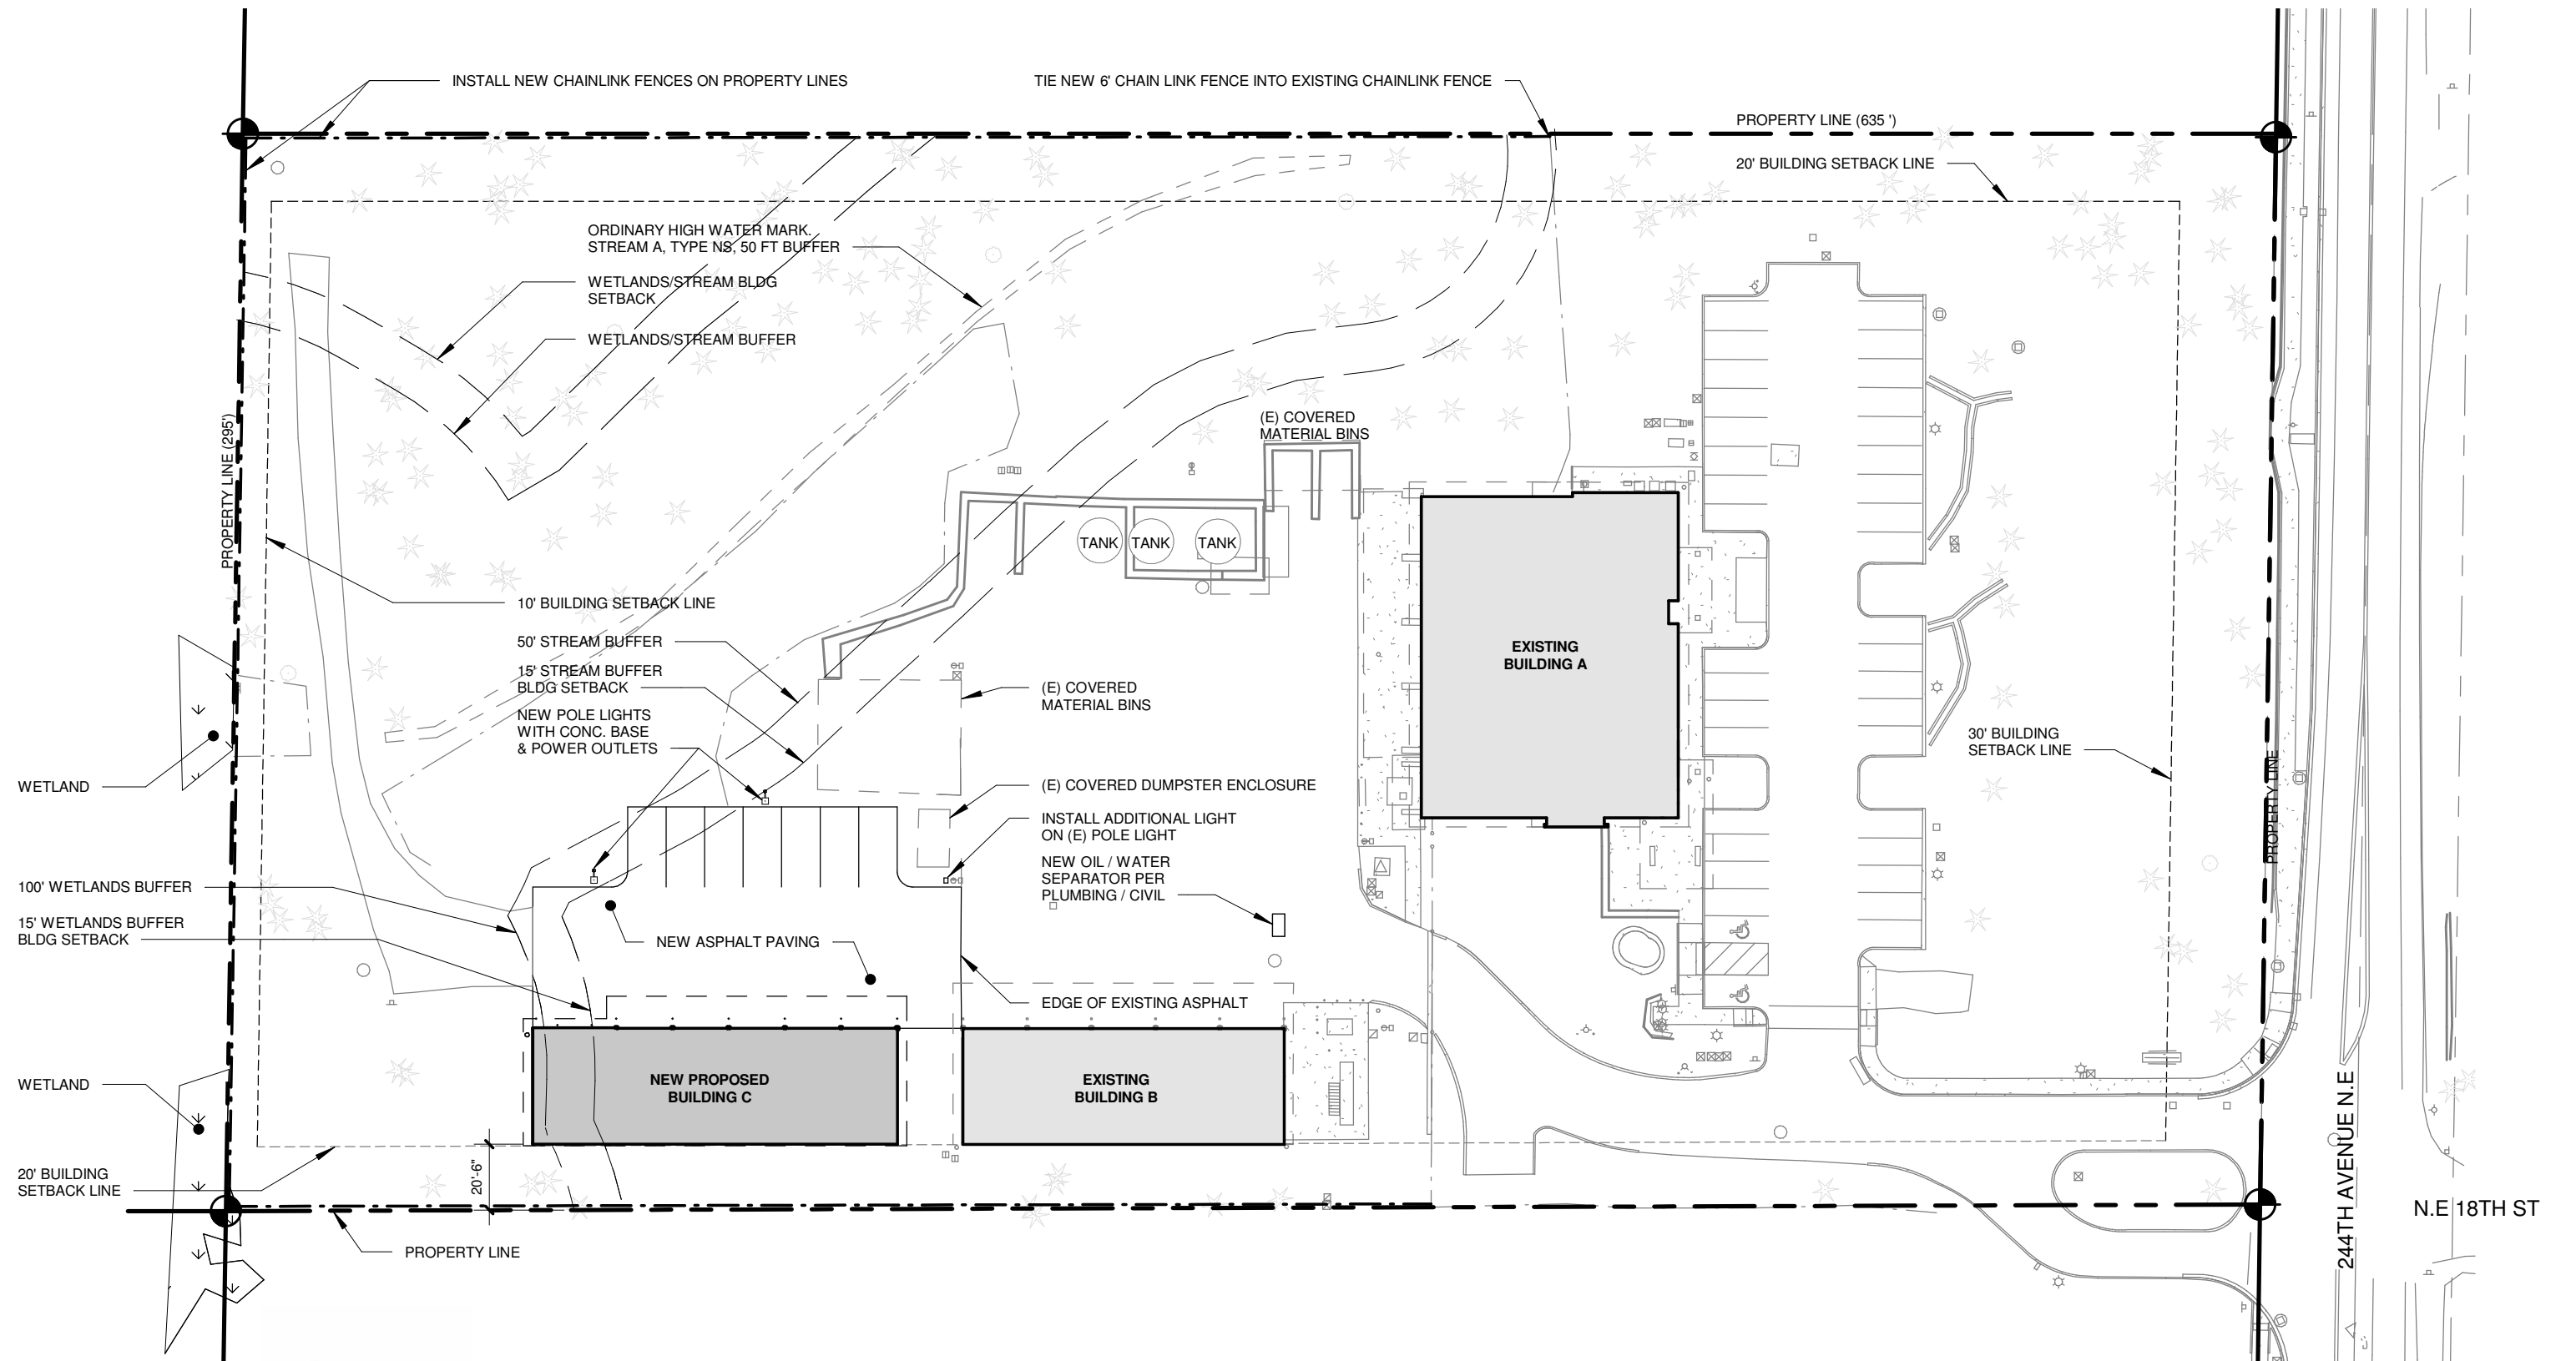 INSTALL NEW CHAINLINK FENCES ON PROPERTY LINES
TIE NEW 6' CHAIN LINK FENCE INTO EXISTING CHAINLINK FENCE
PROPERTY LINE (635 ')
20' BUILDING SETBACK LINE
ORDINARY HIGH WATER MARK.
STREAM A, TYPE NS, 50 FT BUFFER
WETLANDS/STREAM BLDG
SETBACK
WETLANDS/STREAM BUFFER
PROPERTY LINE (295')
(E) COVERED
MATERIAL BINS
TANK
TANK
TANK
10' BUILDING SETBACK LINE
50' STREAM BUFFER
15' STREAM BUFFER
BLDG SETBACK
NEW POLE LIGHTS
WITH CONC. BASE
& POWER OUTLETS
(E) COVERED
MATERIAL BINS
EXISTING
BUILDING A
30' BUILDING
SETBACK LINE
PROPERTY LINE
WETLAND
(E) COVERED DUMPSTER ENCLOSURE
INSTALL ADDITIONAL LIGHT
ON (E) POLE LIGHT
NEW OIL / WATER
SEPARATOR PER
PLUMBING / CIVIL
100' WETLANDS BUFFER
15' WETLANDS BUFFER
BLDG SETBACK
NEW ASPHALT PAVING
EDGE OF EXISTING ASPHALT
WETLAND
NEW PROPOSED
BUILDING C
EXISTING
BUILDING B
20' BUILDING
SETBACK LINE
20'-6"
PROPERTY LINE
244TH AVENUE N.E
N.E 18TH ST